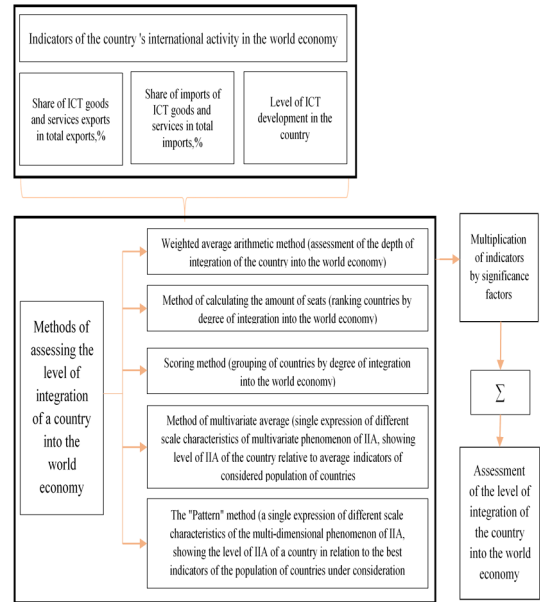 Indicators of the country 's international activity in the world economy
Share of ICT goods
and services exports
in total exports,%
Share of imports of
ICT goods and
services in total
imports,%
Level of ICT
development in the
country
Methods of
assessing the
level of
integration
of a country
into the
world
economy
Weighted average arithmetic method (assessment of the depth of
integration of the country into the world economy)
Method of calculating the amount of seats (ranking countries by
degree of integration into the world economy)
Scoring method (grouping of countries by degree of integration
into the world economy)
Method of multivariate average (single expression of different
scale characteristics of multivariate phenomenon of IIA, showing
level of IIA of the country relative to average indicators of
considered population of countries
The "Pattern" method (a single expression of different scale
characteristics of the multi-dimensional phenomenon of IIA,
showing the level of IIA of a country in relation to the best
indicators of the population of countries under consideration
Multiplication
of indicators
by significance
factors
∑
Assessment
of the level of
integration of
the country
into the world
economy